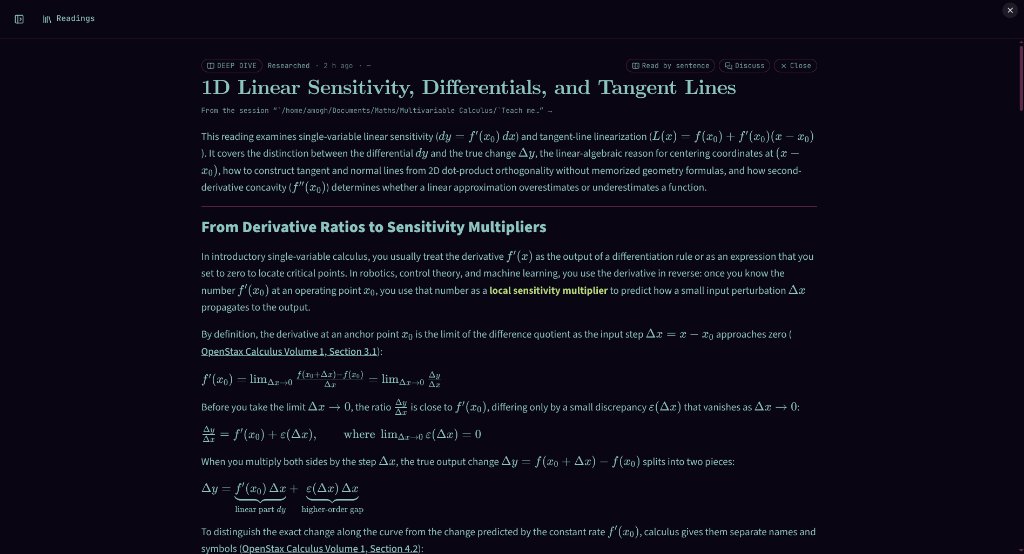 Readings
DEEP DIVE Researched · 2 h ago · —
Read by sentence Discuss × Close
1D Linear Sensitivity, Differentials, and Tangent Lines
From the session “`/home/amogh/Documents/Maths/Multivariable Calculus/`Teach me.” →
This reading examines single-variable linear sensitivity (dy = f′(x₀) dx) and tangent-line linearization (L(x) = f(x₀) + f′(x₀)(x − x₀)
). It covers the distinction between the differential dy and the true change Δy, the linear-algebraic reason for centering coordinates at (x −
x₀), how to construct tangent and normal lines from 2D dot-product orthogonality without memorized geometry formulas, and how second-
derivative concavity (f″(x₀)) determines whether a linear approximation overestimates or underestimates a function.
From Derivative Ratios to Sensitivity Multipliers
In introductory single-variable calculus, you usually treat the derivative f′(x) as the output of a differentiation rule or as an expression that you
set to zero to locate critical points. In robotics, control theory, and machine learning, you use the derivative in reverse: once you know the
number f′(x₀) at an operating point x₀, you use that number as a local sensitivity multiplier to predict how a small input perturbation Δx
propagates to the output.
By definition, the derivative at an anchor point x₀ is the limit of the difference quotient as the input step Δx = x − x₀ approaches zero (
OpenStax Calculus Volume 1, Section 3.1):
f′(x₀) = lim_{Δx→0} (f(x₀+Δx)−f(x₀))/Δx = lim_{Δx→0} Δy/Δx
Before you take the limit Δx → 0, the ratio Δy/Δx is close to f′(x₀), differing only by a small discrepancy ε(Δx) that vanishes as Δx → 0:
Δy/Δx = f′(x₀) + ε(Δx), where lim_{Δx→0} ε(Δx) = 0
When you multiply both sides by the step Δx, the true output change Δy = f(x₀ + Δx) − f(x₀) splits into two pieces:
Δy = f′(x₀) Δx + ε(Δx) Δx
linear part dy higher-order gap
To distinguish the exact change along the curve from the change predicted by the constant rate f′(x₀), calculus gives them separate names and
symbols (OpenStax Calculus Volume 1, Section 4.2):